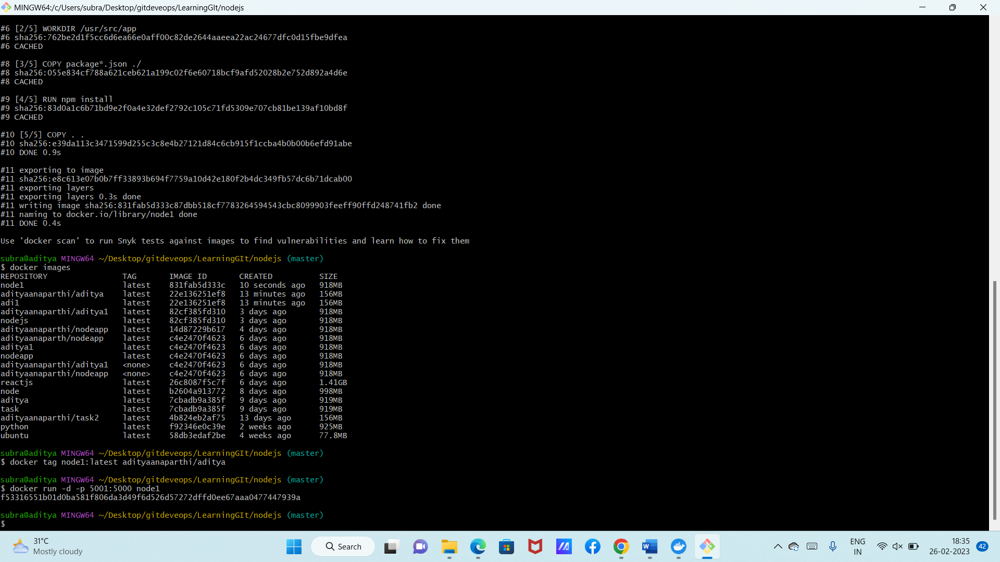 MINGW64:/c/Users/subra/Desktop/gitdeveops/LearningGIt/nodejs
#6 [2/5] WORKDIR /usr/src/app
#6 sha256:762be2d1f5cc6d6ea66e0aff00c82de2644aaeea22ac24677dfc0d15fbe9dfea
#6 CACHED
#8 [3/5] COPY package*.json ./
#8 sha256:055e834cf788a621ceb621a199c02f6e60718bcf9afd52028b2e752d892a4d6e
#8 CACHED
#9 [4/5] RUN npm install
#9 sha256:83d0a1c6b71bd9e2f0a4e32def2792c105c71fd5309e707cb81be139af10bd8f
#9 CACHED
#10 [5/5] COPY . .
#10 sha256:e39da113c3471599d255c3c8e4b27121d84c6cb915f1ccba4b0b00b6efd91abe
#10 DONE 0.9s
#11 exporting to image
#11 sha256:e8c613e07b0b7ff33893b694f7759a10d42e180f2b4dc349fb57dc6b71dcab00
#11 exporting layers
#11 exporting layers 0.3s done
#11 writing image sha256:831fab5d333c87dbb518cf7783264594543cbc8099903feeff90ffd248741fb2 done
#11 naming to docker.io/library/node1 done
#11 DONE 0.4s
Use 'docker scan' to run Snyk tests against images to find vulnerabilities and learn how to fix them
subra@aditya MINGW64 ~/Desktop/gitdeveops/LearningGIt/nodejs (master)
$ docker images
REPOSITORY TAG IMAGE ID CREATED SIZE
node1 latest 831fab5d333c 10 seconds ago 918MB
adityaanaparthi/aditya latest 22e136251ef8 13 minutes ago 156MB
adi1 latest 22e136251ef8 13 minutes ago 156MB
adityaanaparthi/aditya1 latest 82cf385fd310 3 days ago 918MB
nodejs latest 82cf385fd310 3 days ago 918MB
adityaanaparthi/nodeapp latest 14d87229b617 4 days ago 918MB
adityaanaparth/nodeapp latest c4e2470f4623 6 days ago 918MB
aditya1 latest c4e2470f4623 6 days ago 918MB
nodeapp latest c4e2470f4623 6 days ago 918MB
adityaanaparthi/aditya1 <none> c4e2470f4623 6 days ago 918MB
adityaanaparthi/nodeapp <none> c4e2470f4623 6 days ago 918MB
reactjs latest 26c8087f5c7f 6 days ago 1.41GB
node latest b2604a913772 8 days ago 998MB
aditya latest 7cbadb9a385f 9 days ago 919MB
task latest 7cbadb9a385f 9 days ago 919MB
adityaanaparthi/task2 latest 4b824eb2af75 13 days ago 156MB
python latest f92346e0c39e 2 weeks ago 925MB
ubuntu latest 58db3edaf2be 4 weeks ago 77.8MB
subra@aditya MINGW64 ~/Desktop/gitdeveops/LearningGIt/nodejs (master)
$ docker tag node1:latest adityaanaparthi/aditya
subra@aditya MINGW64 ~/Desktop/gitdeveops/LearningGIt/nodejs (master)
$ docker run -d -p 5001:5000 node1
f53316551b01d0ba581f806da3d49f6d526d57272dffd0ee67aaa0477447939a
subra@aditya MINGW64 ~/Desktop/gitdeveops/LearningGIt/nodejs (master)
$
31°C
Mostly cloudy
Search
ENG
IN
18:35
26-02-2023
42